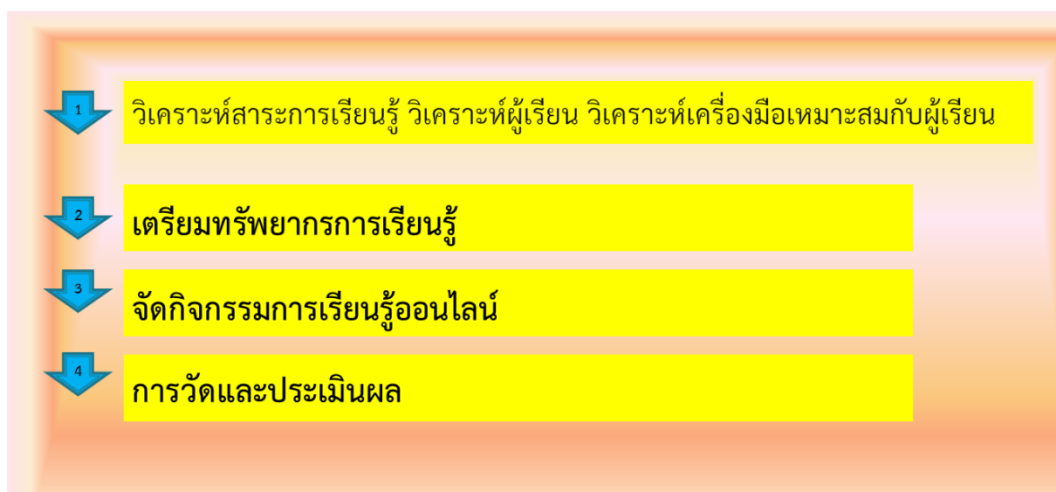 1
วิเคราะห์สาระการเรียนรู้ วิเคราะห์ผู้เรียน วิเคราะห์เครื่องมือเหมาะสมกับผู้เรียน
2
เตรียมทรัพยากรการเรียนรู้
3
จัดกิจกรรมการเรียนรู้ออนไลน์
4
การวัดและประเมินผล